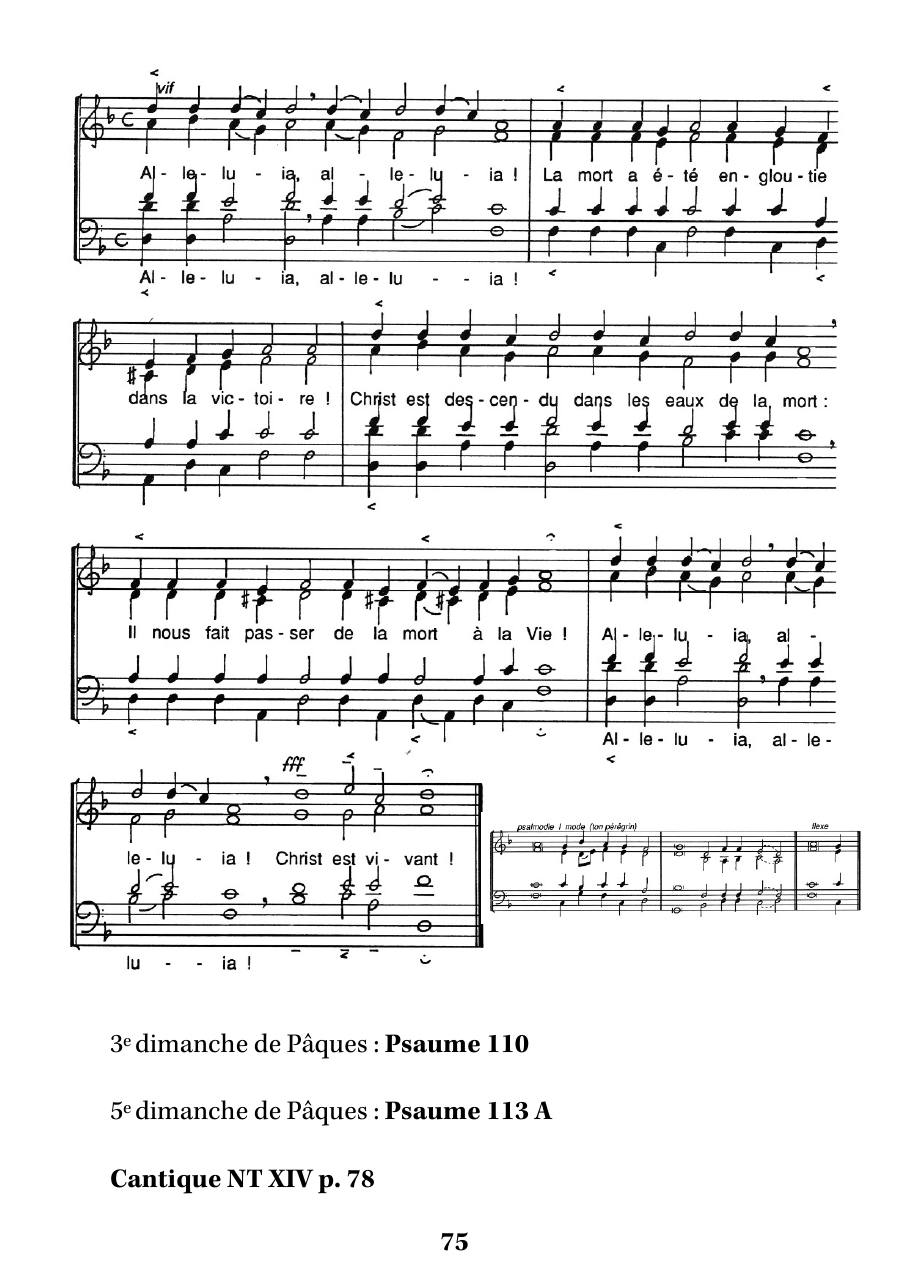 vif
Al - le - lu - ia, al - le - lu - ia ! La mort a é - té en - glou - tie
Al - le - lu - ia, al - le - lu - - ia !
dans la vic - toi - re ! Christ est des - cen - du dans les eaux de la, mort :
Il nous fait pas - ser de la mort à la Vie ! Al - le - lu - ia, al -
Al - le - lu - ia, al - le -
fff
le - lu - ia ! Christ est vi - vant !
lu - - ia !
psalmodie I mode (ton pérégrin) flexe
3e dimanche de Pâques : Psaume 110
5e dimanche de Pâques : Psaume 113 A
Cantique NT XIV p. 78
75